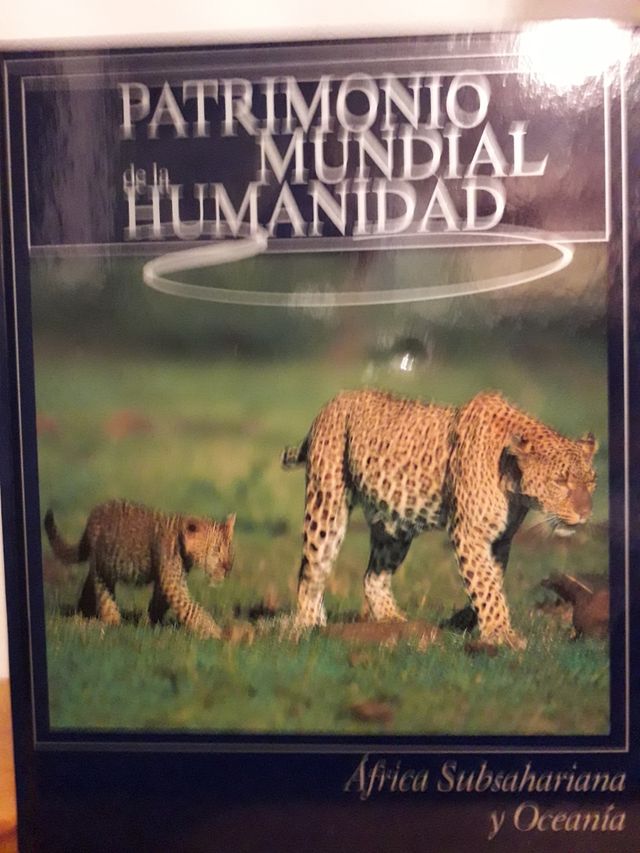 PATRIMONIO
MUNDIAL
de la
HUMANIDAD
África Subsahariana
y Oceanía